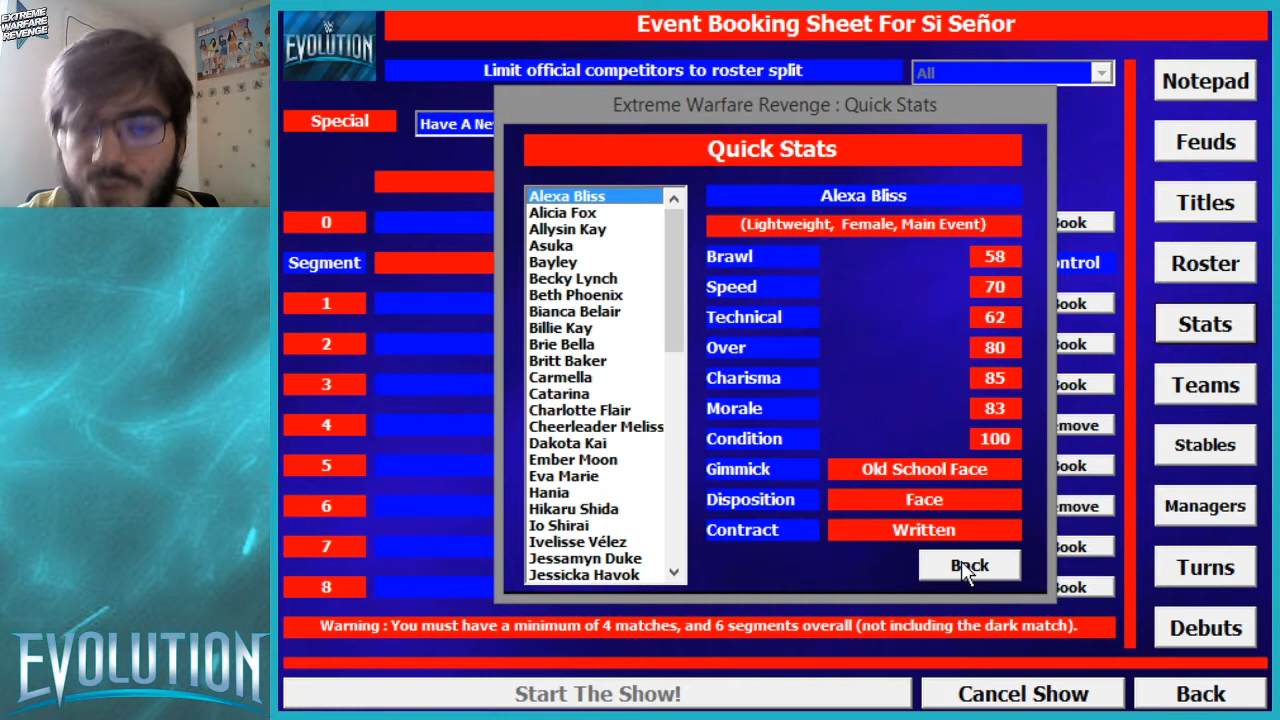 EXTREME
WARFARE
REVENGE
EVOLUTION
Event Booking Sheet For Si Señor
Limit official competitors to roster split
All
Special
Have A Ne
0
ook
Segment
ntrol
1
ook
2
ook
3
ook
4
move
5
ook
6
move
7
ook
8
ook
Extreme Warfare Revenge : Quick Stats
Quick Stats
Alexa Bliss
Alicia Fox
Allysin Kay
Asuka
Bayley
Becky Lynch
Beth Phoenix
Bianca Belair
Billie Kay
Brie Bella
Britt Baker
Carmella
Catarina
Charlotte Flair
Cheerleader Meliss
Dakota Kai
Ember Moon
Eva Marie
Hania
Hikaru Shida
Io Shirai
Ivelisse Vélez
Jessamyn Duke
Jessicka Havok
Alexa Bliss
(Lightweight, Female, Main Event)
Brawl 58
Speed 70
Technical 62
Over 80
Charisma 85
Morale 83
Condition 100
Gimmick Old School Face
Disposition Face
Contract Written
Back
Warning : You must have a minimum of 4 matches, and 6 segments overall (not including the dark match).
Start The Show!
Cancel Show
Back
Notepad
Feuds
Titles
Roster
Stats
Teams
Stables
Managers
Turns
Debuts
EVOLUTION